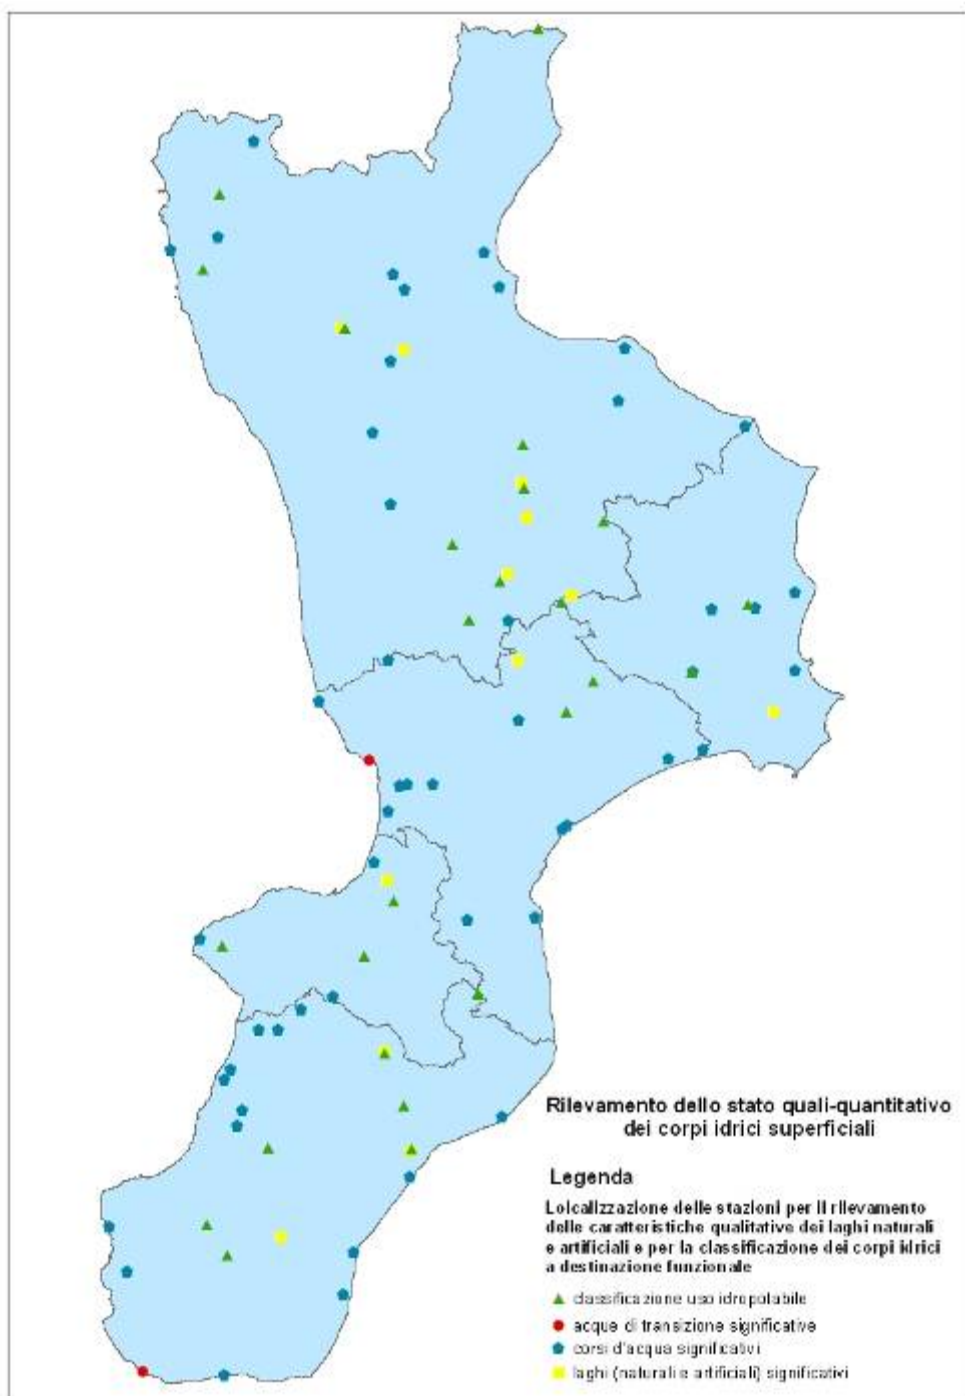 Rilevamento dello stato quali-quantitativo
dei corpi idrici superficiali
Legenda
Lolcalizzazione delle stazioni per il rilevamento
delle caratteristiche qualitative dei laghi naturali
e artificiali e per la classificazione dei corpi idrici
a destinazione funzionale
classificazione uso idropotabile
acque di transizione significative
corsi d'acqua significativi
laghi (naturali e artificiali) significativi